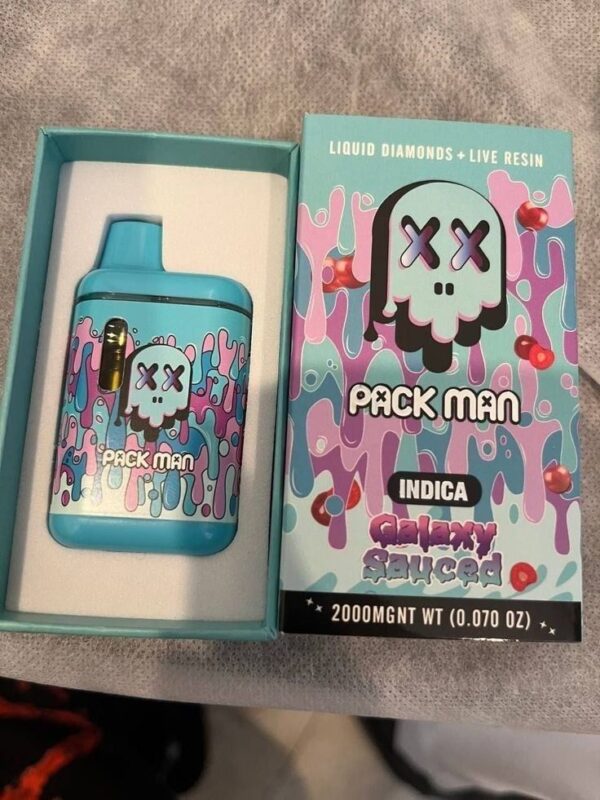 PACK MAN
LIQUID DIAMONDS + LIVE RESIN
PACK MAN
INDICA
Galaxy
Sauced
2000MGNT WT (0.070 OZ)